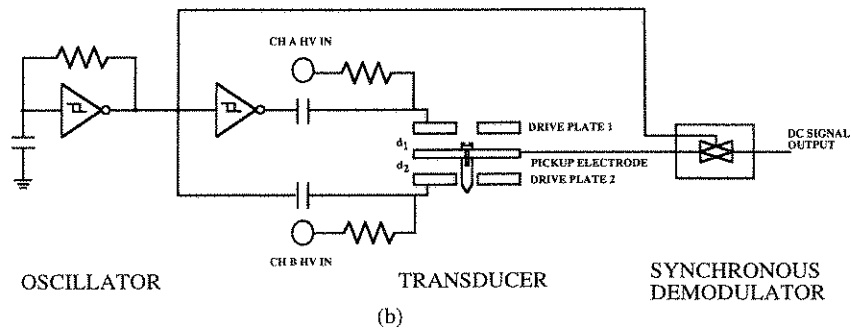 CH A HV IN
DRIVE PLATE 1
d1
PICKUP ELECTRODE
d2
DRIVE PLATE 2
DC SIGNAL
OUTPUT
CH B HV IN
OSCILLATOR
TRANSDUCER
SYNCHRONOUS
DEMODULATOR
(b)